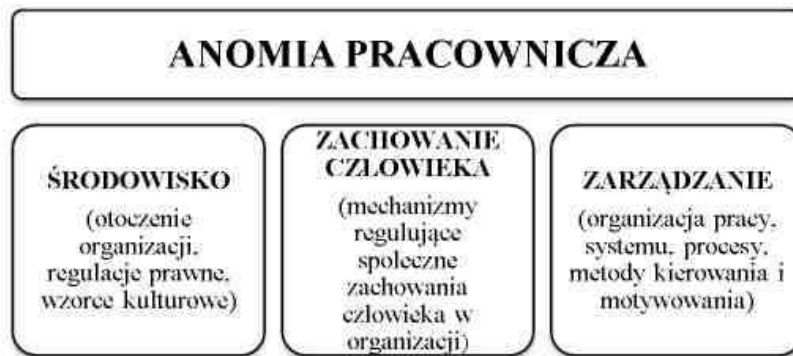 ANOMIA PRACOWNICZA
ŚRODOWISKO
(otoczenie
organizacji,
regulacje prawne,
wzorce kulturowe)
ZACHOWANIE
CZŁOWIEKA
(mechanizmy
regulujące
społeczne
zachowania
człowieka w
organizacji)
ZARZĄDZANIE
(organizacja pracy,
systemu, procesy,
metody kierowania i
motywowania)